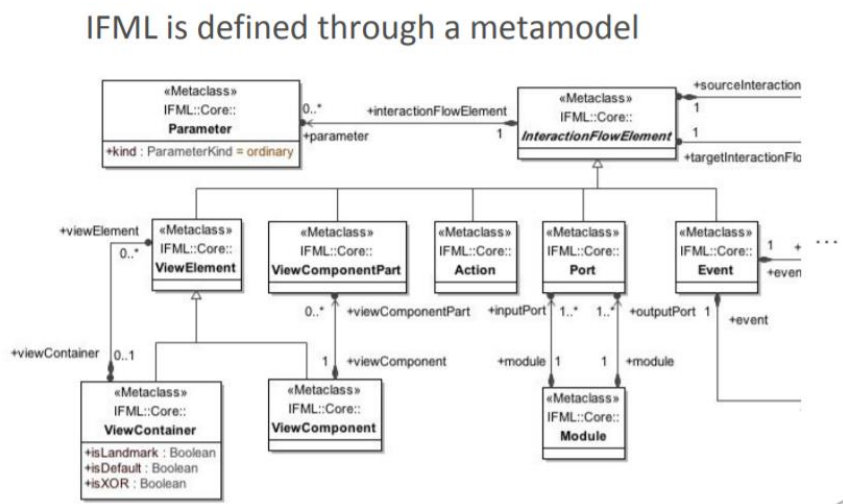 IFML is defined through a metamodel
«Metaclass»
IFML::Core::
Parameter
+kind : ParameterKind = ordinary
0..*
+parameter
+interactionFlowElement
1
«Metaclass»
IFML::Core::
InteractionFlowElement
+sourceInteraction
1
1
+targetInteractionFlo
+viewElement
0..*
«Metaclass»
IFML::Core::
ViewElement
«Metaclass»
IFML::Core::
ViewComponentPart
«Metaclass»
IFML::Core::
Action
«Metaclass»
IFML::Core::
Port
«Metaclass»
IFML::Core::
Event
1
+
+even
...
0..*
+viewComponentPart
+inputPort
1..*
1..*
+outputPort
1
+event
+viewContainer
0..1
1
+viewComponent
+module
1
1
+module
«Metaclass»
IFML::Core::
ViewContainer
+isLandmark : Boolean
+isDefault : Boolean
+isXOR : Boolean
«Metaclass»
IFML::Core::
ViewComponent
«Metaclass»
IFML::Core::
Module